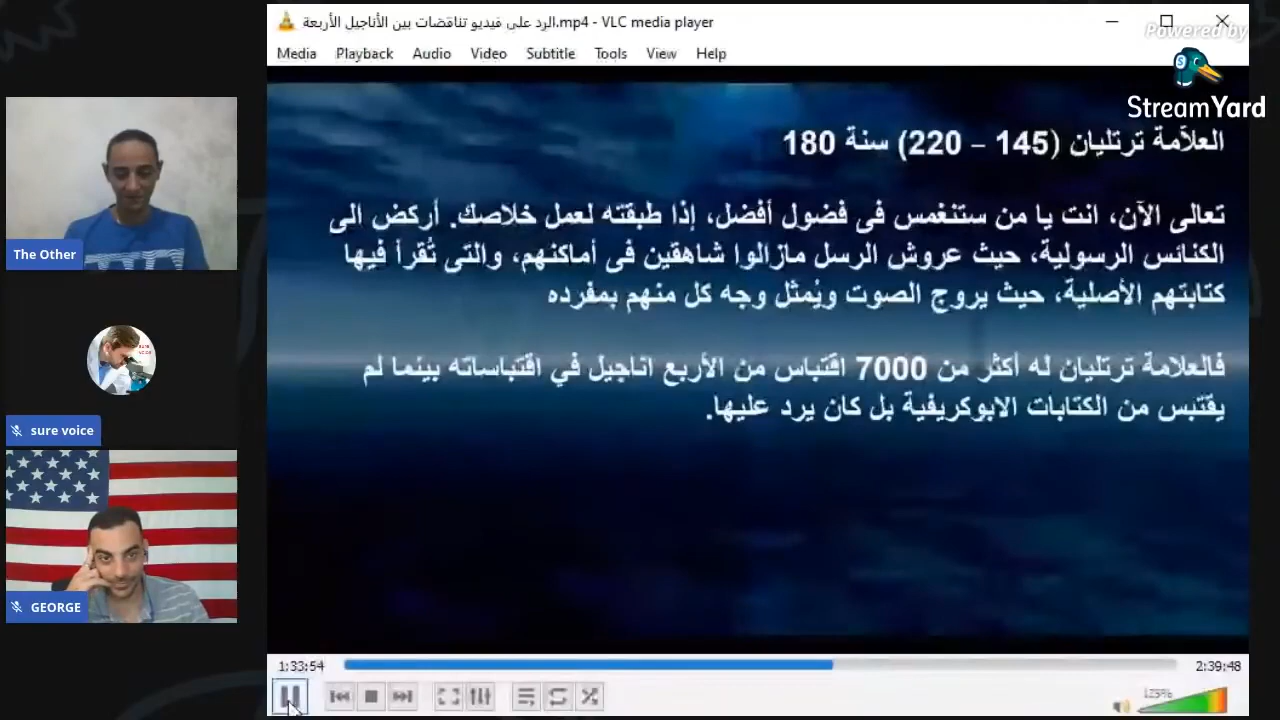 الرد على فيديو تناقضات بين الأناجيل الأربعة.mp4 - VLC media player
Media Playback Audio Video Subtitle Tools View Help
Powered by
StreamYard
العلاّمة ترتليان (145 – 220) سنة 180
تعالى الآن، انت يا من ستنغمس فى فضول أفضل، إذا طبقته لعمل خلاصك. أركض الى
الكنائس الرسولية، حيث عروش الرسل مازالوا شاهقين فى أماكنهم، والتى تُقرأ فيها
كتابتهم الأصلية، حيث يروج الصوت ويُمثل وجه كل منهم بمفرده
فالعلامة ترتليان له أكثر من 7000 اقتباس من الأربع اناجيل في اقتباساته بينما لم
يقتبس من الكتابات الابوكريفية بل كان يرد عليها.
The Other
sure voice
GEORGE
1:33:54
2:39:48
125%